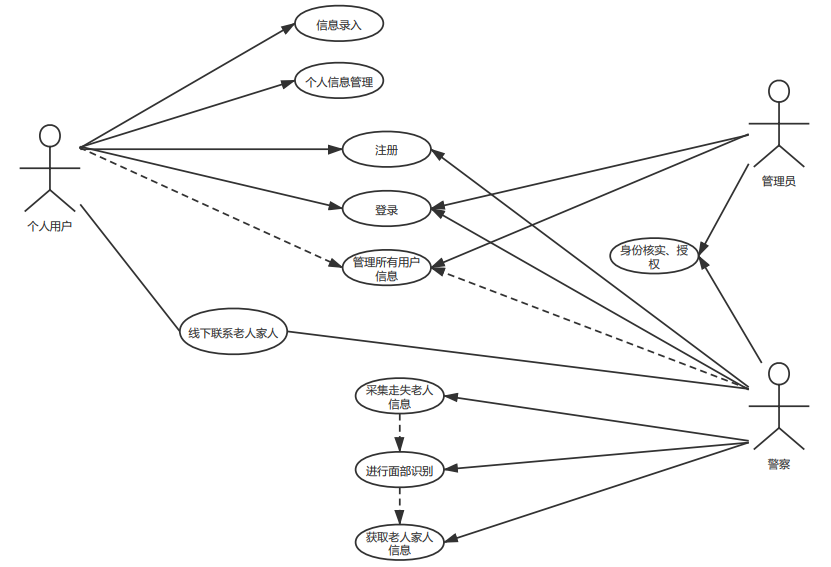 信息录入
个人信息管理
注册
管理员
登录
个人用户
身份核实、授
权
管理所有用户
信息
线下联系老人家人
采集走失老人
信息
警察
进行面部识别
获取老人家人
信息